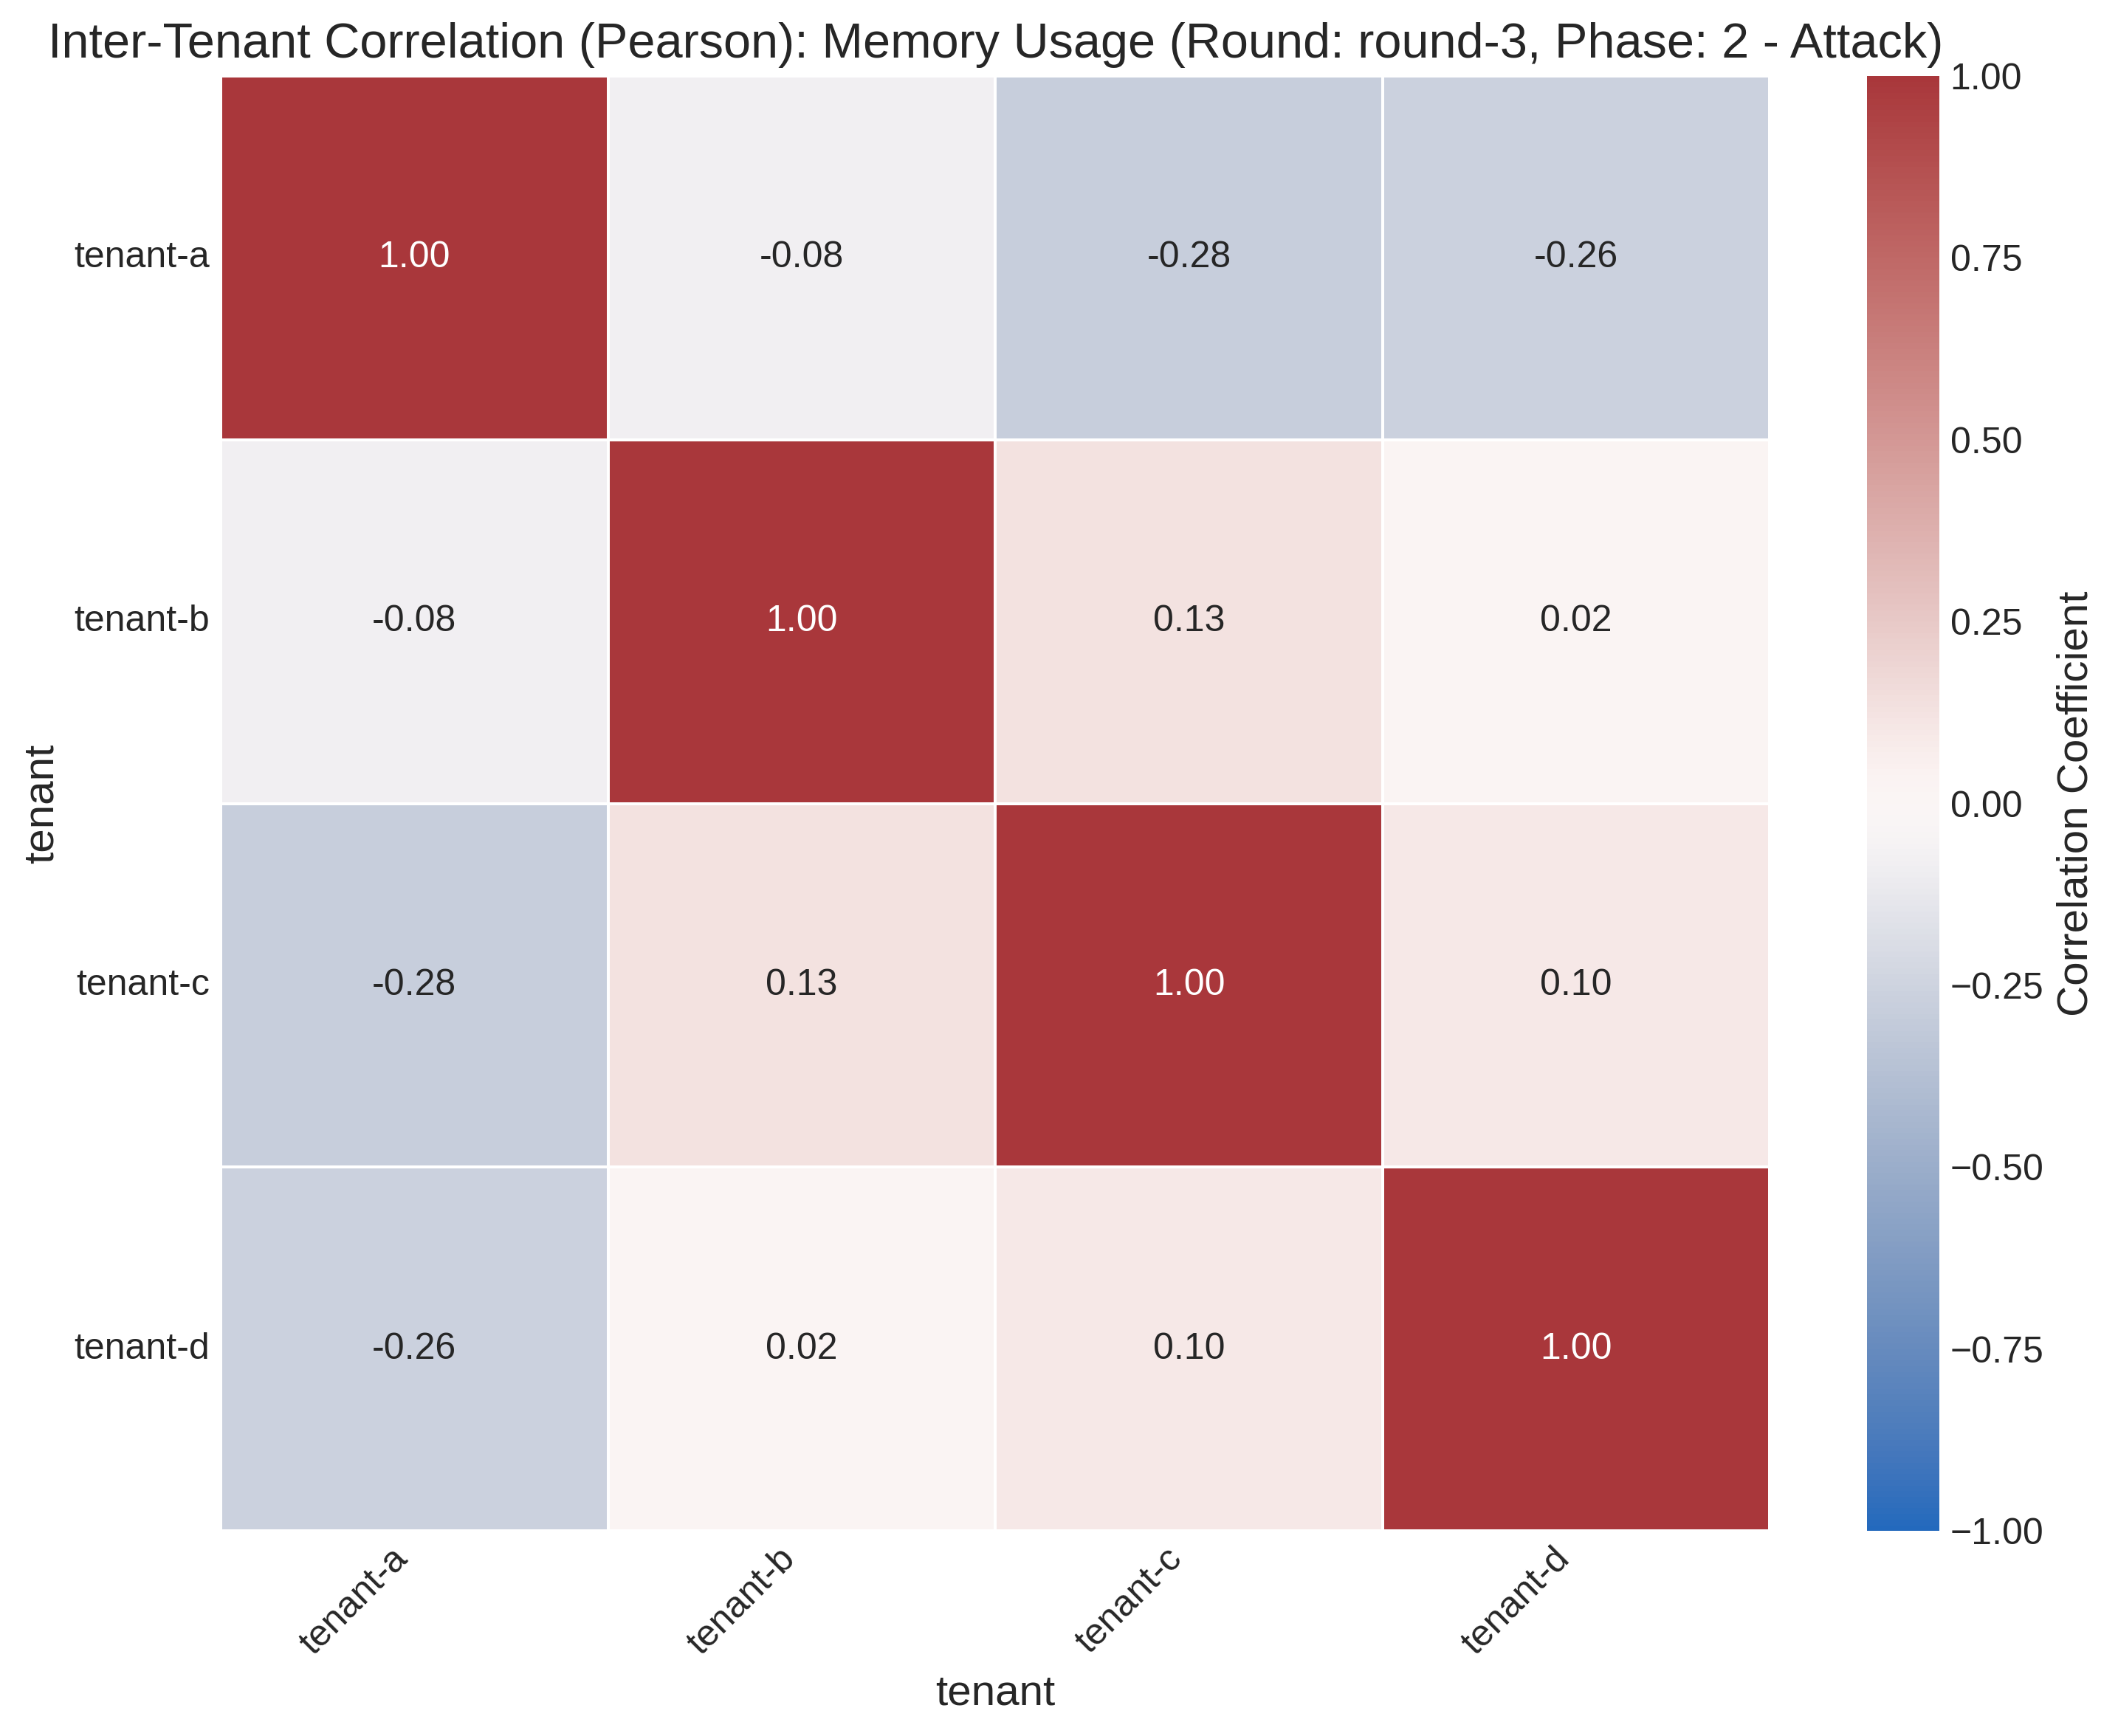 Inter-Tenant Correlation (Pearson): Memory Usage (Round: round-3, Phase: 2 - Attack)
tenant
tenant-a 1.00 -0.08 -0.28 -0.26
tenant-b -0.08 1.00 0.13 0.02
tenant-c -0.28 0.13 1.00 0.10
tenant-d -0.26 0.02 0.10 1.00
tenant-a tenant-b tenant-c tenant-d
tenant
1.00
0.75
0.50
0.25
0.00
−0.25
−0.50
−0.75
−1.00
Correlation Coefficient